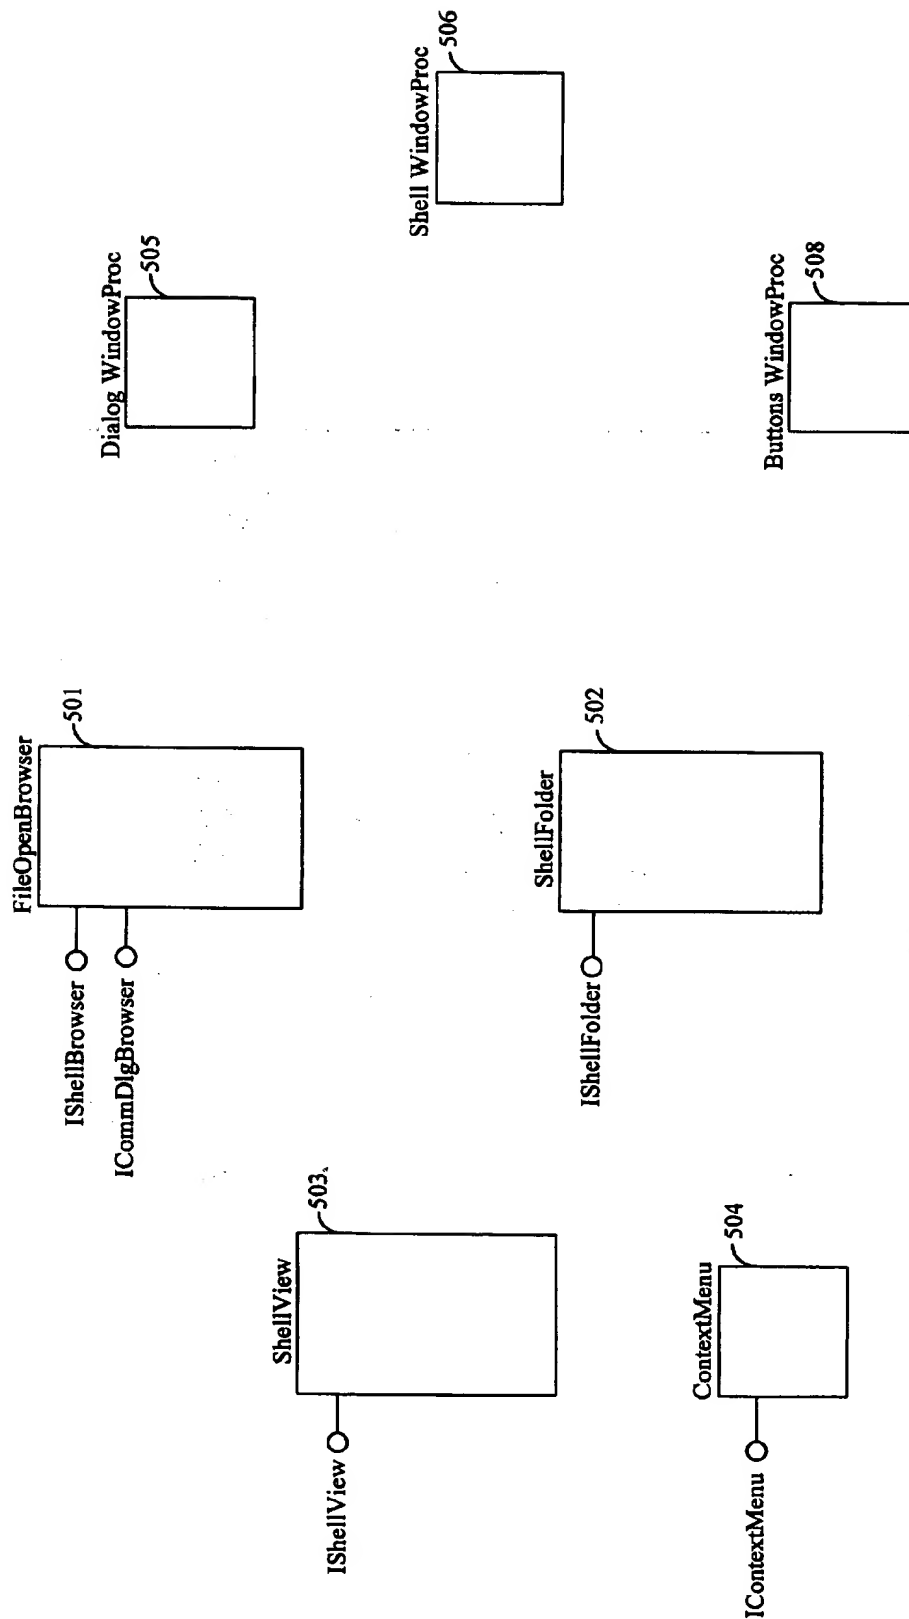 FileOpenBrowser
501
IShellBrowser
ICommDlgBrowser
Dialog WindowProc
505
Shell WindowProc
506
ShellView
503
IShellView
ShellFolder
502
IShellFolder
ContextMenu
504
IContextMenu
Buttons WindowProc
508